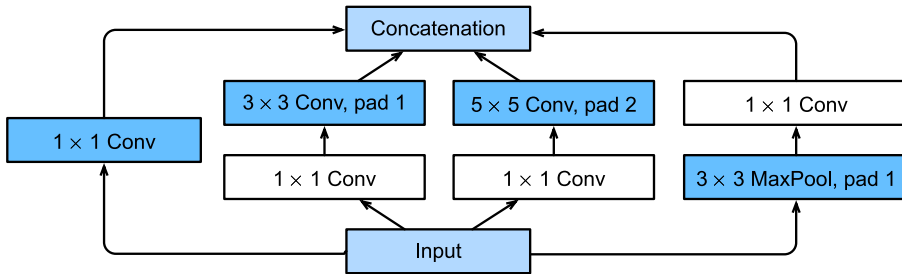 Concatenation
3 × 3 Conv, pad 1
5 × 5 Conv, pad 2
1 × 1 Conv
1 × 1 Conv
1 × 1 Conv
1 × 1 Conv
3 × 3 MaxPool, pad 1
Input